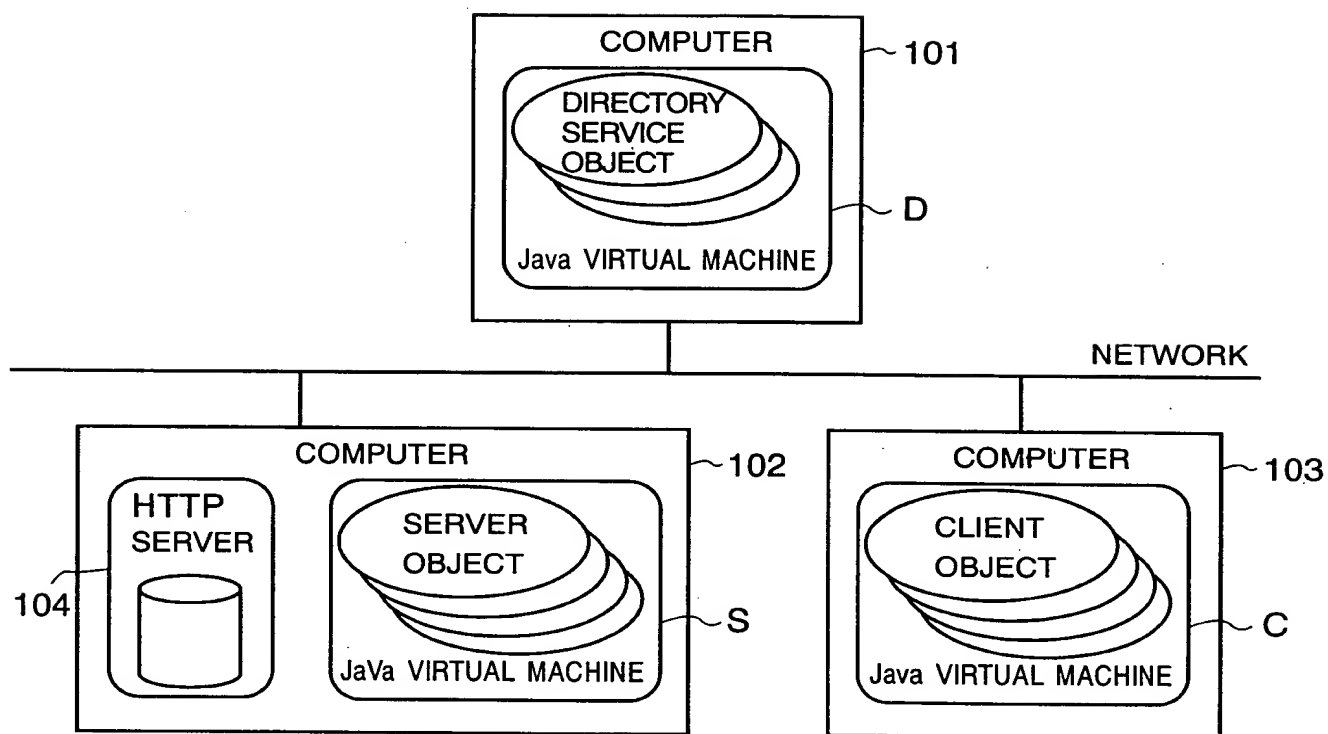 COMPUTER
101
DIRECTORY
SERVICE
OBJECT
D
Java VIRTUAL MACHINE
NETWORK
COMPUTER
102
HTTP
SERVER
104
SERVER
OBJECT
S
JaVa VIRTUAL MACHINE
COMPUTER
103
CLIENT
OBJECT
C
Java VIRTUAL MACHINE